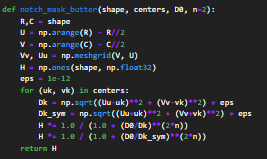 def notch_mask_butter(shape, centers, D0, n=2):
    R,C = shape
    U = np.arange(R) - R//2
    V = np.arange(C) - C//2
    Vv, Uu = np.meshgrid(V, U)
    H = np.ones(shape, np.float32)
    eps = 1e-12
    for (uk, vk) in centers:
        Dk = np.sqrt((Uu-uk)**2 + (Vv-vk)**2) + eps
        Dk_sym = np.sqrt((Uu+uk)**2 + (Vv+vk)**2) + eps
        H *= 1.0 / (1.0 + (D0/Dk)**(2*n))
        H *= 1.0 / (1.0 + (D0/Dk_sym)**(2*n))
    return H